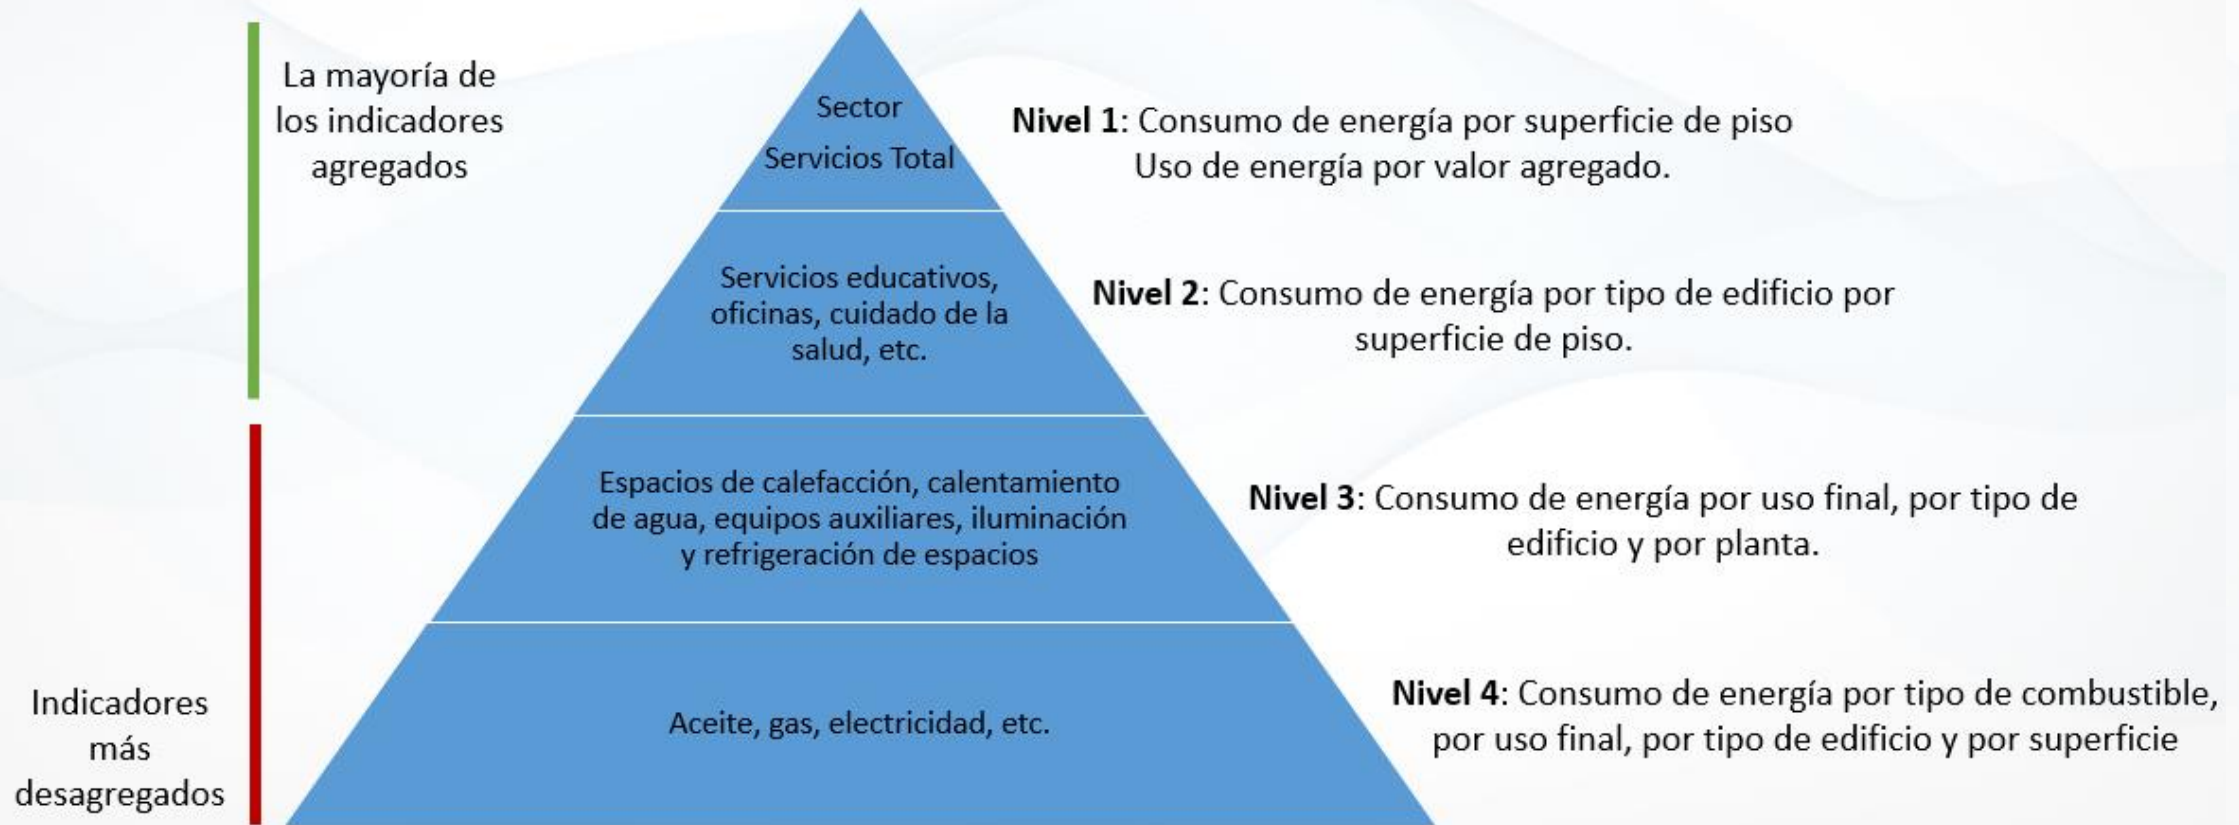 La mayoría de
los indicadores
agregados
Sector
Servicios Total
Nivel 1: Consumo de energía por superficie de piso
Uso de energía por valor agregado.
Servicios educativos,
oficinas, cuidado de la
salud, etc.
Nivel 2: Consumo de energía por tipo de edificio por
superficie de piso.
Espacios de calefacción, calentamiento
de agua, equipos auxiliares, iluminación
y refrigeración de espacios
Nivel 3: Consumo de energía por uso final, por tipo de
edificio y por planta.
Indicadores
más
desagregados
Aceite, gas, electricidad, etc.
Nivel 4: Consumo de energía por tipo de combustible,
por uso final, por tipo de edificio y por superficie